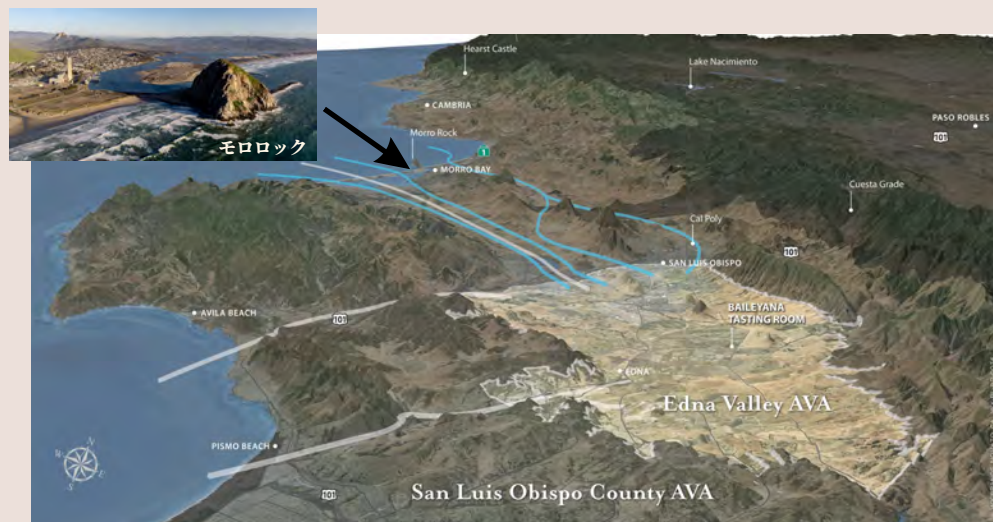 モロロック
Hearst Castle
Lake Nacimiento
CAMBRIA
PASO ROBLES
101
Morro Rock
1
MORRO BAY
Cuesta Grade
Cal Poly
101
SAN LUIS OBISPO
BAILEYANA
TASTING ROOM
AVILA BEACH
101
EDNA
Edna Valley AVA
N
W
E
S
PISMO BEACH
101
San Luis Obispo County AVA